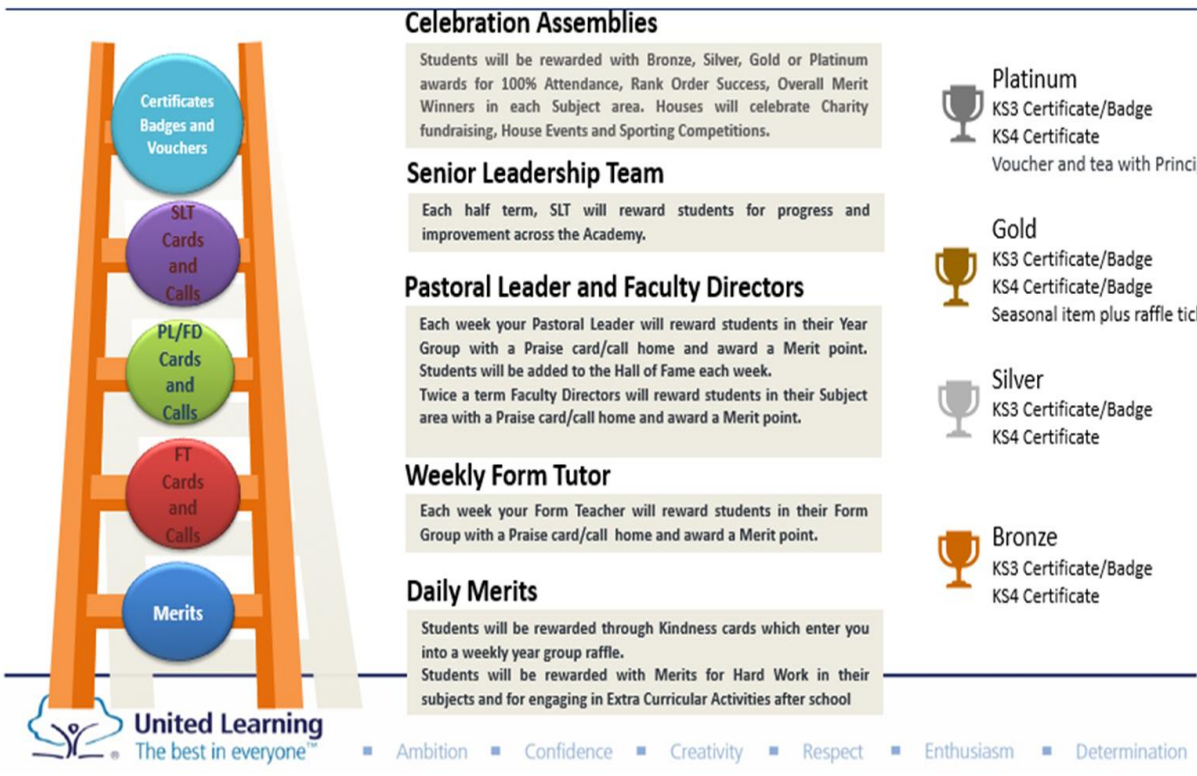 Certificates
Badges and
Vouchers
SLT
Cards
and
Calls
PL/FD
Cards
and
Calls
FT
Cards
and
Calls
Merits
Celebration Assemblies
Students will be rewarded with Bronze, Silver, Gold or Platinum
awards for 100% Attendance, Rank Order Success, Overall Merit
Winners in each Subject area. Houses will celebrate Charity
fundraising, House Events and Sporting Competitions.
Senior Leadership Team
Each half term, SLT will reward students for progress and
improvement across the Academy.
Pastoral Leader and Faculty Directors
Each week your Pastoral Leader will reward students in their Year
Group with a Praise card/call home and award a Merit point.
Students will be added to the Hall of Fame each week.
Twice a term Faculty Directors will reward students in their Subject
area with a Praise card/call home and award a Merit point.
Weekly Form Tutor
Each week your Form Teacher will reward students in their Form
Group with a Praise card/call home and award a Merit point.
Daily Merits
Students will be rewarded through Kindness cards which enter you
into a weekly year group raffle.
Students will be rewarded with Merits for Hard Work in their
subjects and for engaging in Extra Curricular Activities after school
Platinum
KS3 Certificate/Badge
KS4 Certificate
Voucher and tea with
Gold
KS3 Certificate/Badge
KS4 Certificate/Badge
Seasonal item plus raffle
Silver
KS3 Certificate/Badge
KS4 Certificate
Bronze
KS3 Certificate/Badge
KS4 Certificate
United Learning
The best in everyone™
▪ Ambition ▪ Confidence ▪ Creativity ▪ Respect ▪ Enthusiasm ▪ Determination